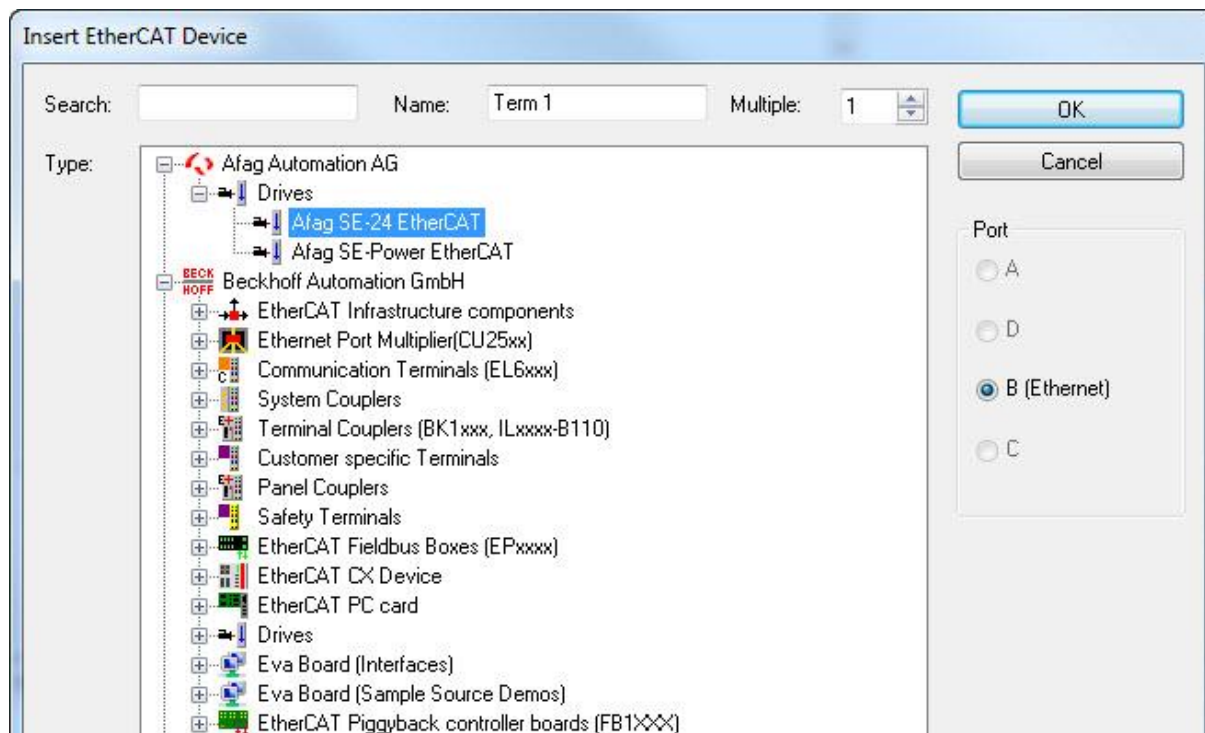 Insert EtherCAT Device
Search: Name: Term 1 Multiple: 1 OK
Type: Cancel
Afag Automation AG
Drives
Afag SE-24 EtherCAT
Afag SE-Power EtherCAT
BECK
HOFF
Beckhoff Automation GmbH
EtherCAT Infrastructure components
Ethernet Port Multiplier(CU25xx)
C
Communication Terminals (EL6xxx)
System Couplers
Terminal Couplers (BK1xxx, ILxxxx-B110)
Customer specific Terminals
Panel Couplers
Safety Terminals
EtherCAT Fieldbus Boxes (EPxxxx)
EtherCAT CX Device
EtherCAT PC card
Drives
Eva Board (Interfaces)
Eva Board (Sample Source Demos)
EtherCAT Piggyback controller boards (FB1XXX)
Port
A
D
B (Ethernet)
C